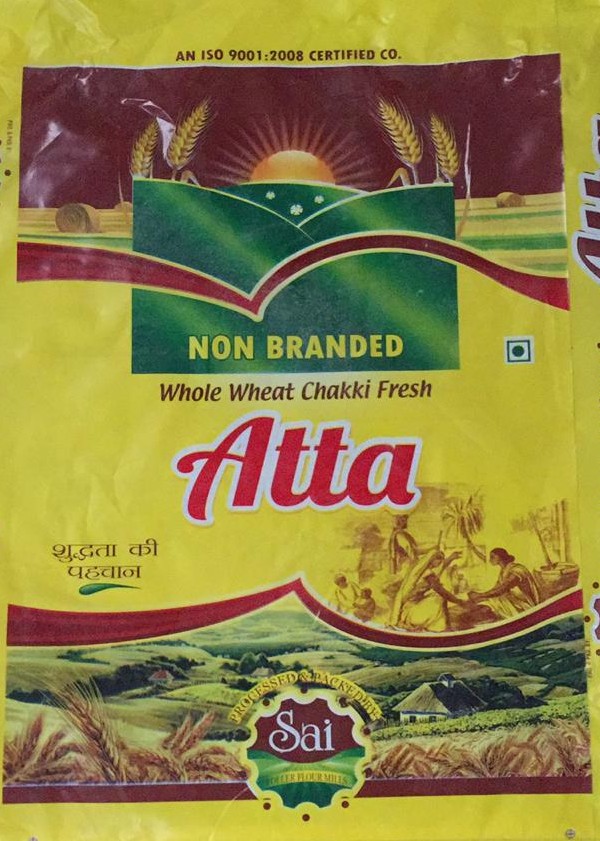 AN ISO 9001:2008 CERTIFIED CO.
NON BRANDED
Whole Wheat Chakki Fresh
Atta
शुद्धता की
पहचान
PROCESSED & PACKED BY:
Sai
ROLLER FLOUR MILLS